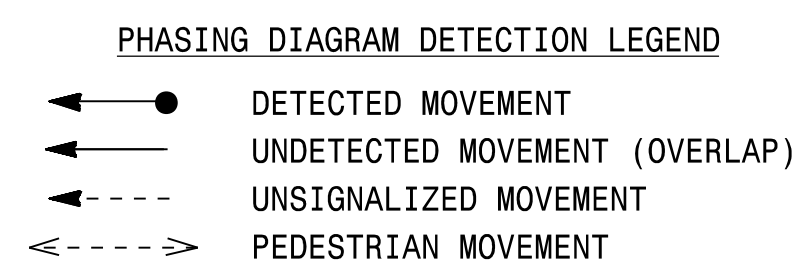 PHASING DIAGRAM DETECTION LEGEND
DETECTED MOVEMENT
UNDETECTED MOVEMENT (OVERLAP)
UNSIGNALIZED MOVEMENT
PEDESTRIAN MOVEMENT